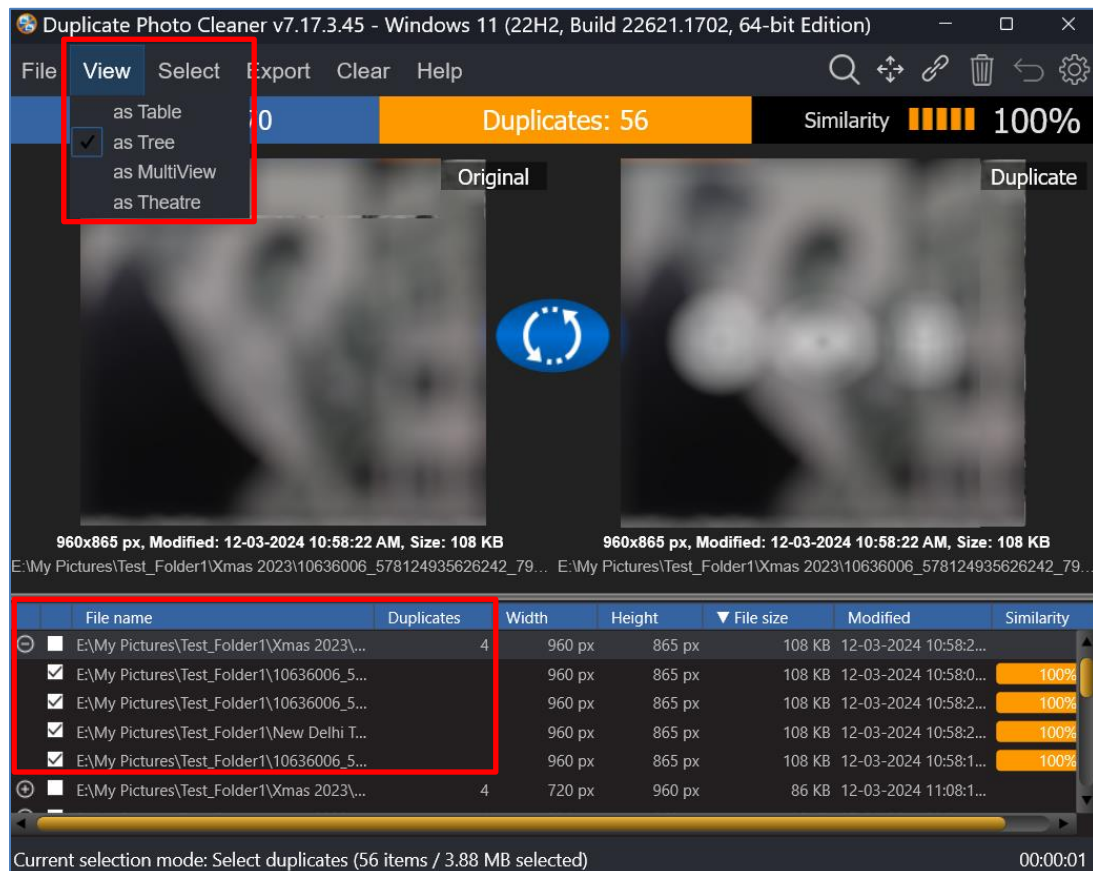 Duplicate Photo Cleaner v7.17.3.45 - Windows 11 (22H2, Build 22621.1702, 64-bit Edition)
File View Select Export Clear Help
as Table
as Tree
as MultiView
as Theatre
Duplicates: 56
Similarity 100%
Original
Duplicate
960x865 px, Modified: 12-03-2024 10:58:22 AM, Size: 108 KB
E:\My Pictures\Test_Folder1\Xmas 2023\10636006_578124935626242_79...
960x865 px, Modified: 12-03-2024 10:58:22 AM, Size: 108 KB
E:\My Pictures\Test_Folder1\Xmas 2023\10636006_578124935626242_79...
File name Duplicates Width Height ▼ File size Modified Similarity
E:\My Pictures\Test_Folder1\Xmas 2023\... 4 960 px 865 px 108 KB 12-03-2024 10:58:2...
E:\My Pictures\Test_Folder1\10636006_5... 960 px 865 px 108 KB 12-03-2024 10:58:0... 100%
E:\My Pictures\Test_Folder1\10636006_5... 960 px 865 px 108 KB 12-03-2024 10:58:2... 100%
E:\My Pictures\Test_Folder1\New Delhi T... 960 px 865 px 108 KB 12-03-2024 10:58:2... 100%
E:\My Pictures\Test_Folder1\10636006_5... 960 px 865 px 108 KB 12-03-2024 10:58:1... 100%
E:\My Pictures\Test_Folder1\Xmas 2023\... 4 720 px 960 px 86 KB 12-03-2024 11:08:1...
Current selection mode: Select duplicates (56 items / 3.88 MB selected) 00:00:01